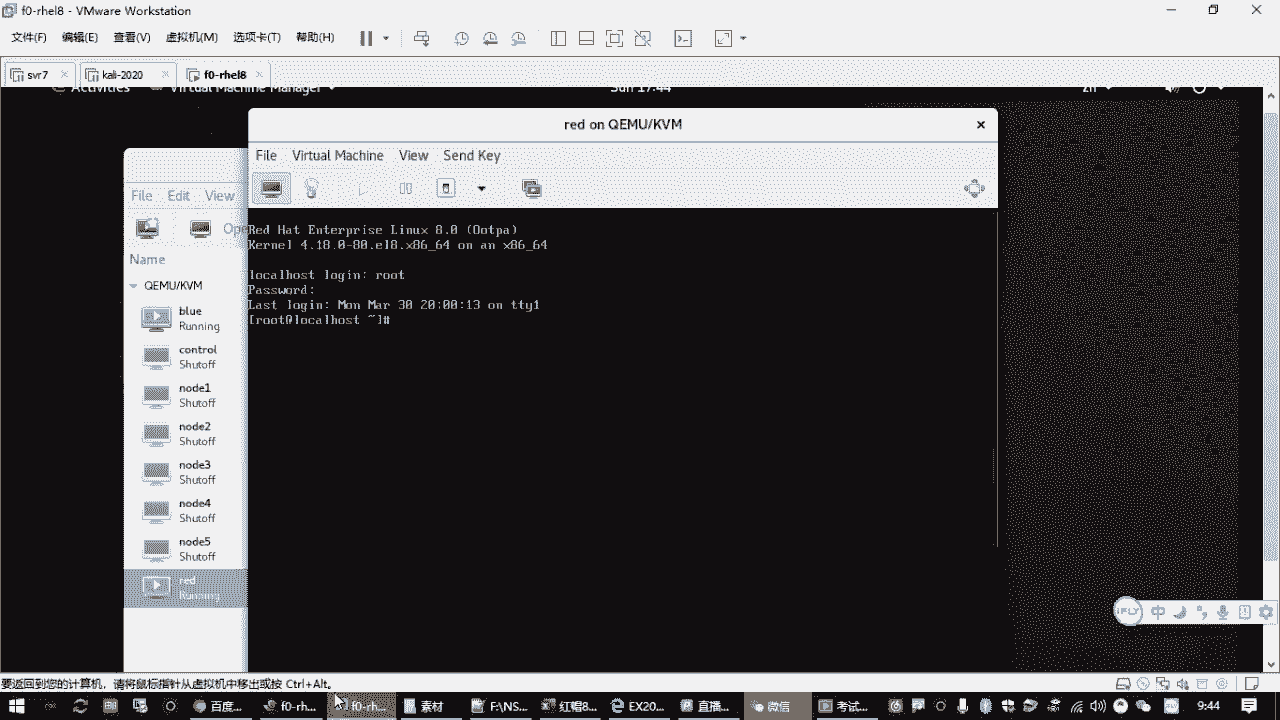 f0-rhel8 - VMware Workstation
文件(F) 编辑(E) 查看(V) 虚拟机(M) 选项卡(T) 帮助(H)
svr7 kali-2020 f0-rhel8
Activities Virtual Machine Manager Sun 17:44 zh
red on QEMU/KVM
File Virtual Machine View Send Key
File Edit View
Name
QEMU/KVM
blue
Running
control
Shutoff
node1
Shutoff
node2
Shutoff
node3
Shutoff
node4
Shutoff
node5
Shutoff
red
Running
Red Hat Enterprise Linux 8.0 (Ootpa)
Kernel 4.18.0-80.el8.x86_64 on an x86_64
localhost login: root
Password:
Last login: Mon Mar 30 20:00:13 on tty1
[root@localhost ~]#
iFLY 中
要返回到您的计算机，请将鼠标指针从虚拟机中移出或按 Ctrl+Alt。
百度... f0-rh... f0-rh... 素材 F:\NS... 红帽8... EX20... 直播... 微信 考试... 9:44